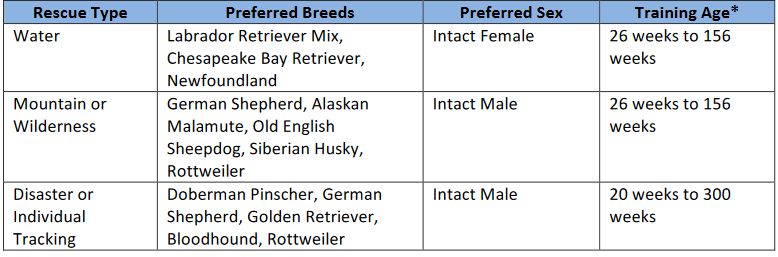 Rescue Type Preferred Breeds Preferred Sex Training Age*
Water
Labrador Retriever Mix,
Chesapeake Bay Retriever,
Newfoundland
Intact Female
26 weeks to 156
weeks
Mountain or
Wilderness
German Shepherd, Alaskan
Malamute, Old English
Sheepdog, Siberian Husky,
Rottweiler
Intact Male
26 weeks to 156
weeks
Disaster or
Individual
Tracking
Doberman Pinscher, German
Shepherd, Golden Retriever,
Bloodhound, Rottweiler
Intact Male
20 weeks to 300
weeks